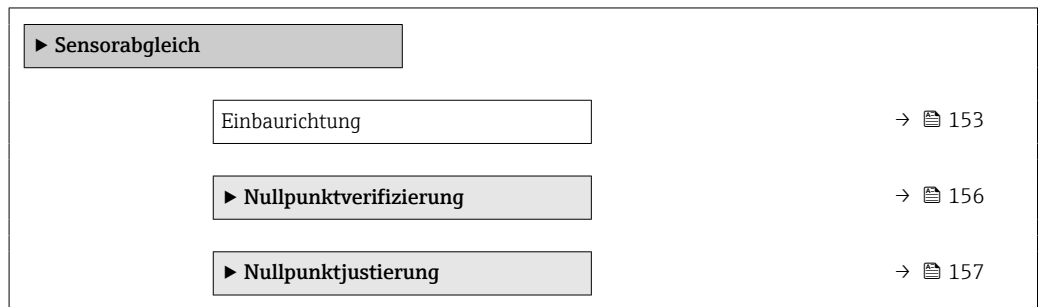 ▶ Sensorabgleich
Einbaurichtung → 153
▶ Nullpunktverifizierung → 156
▶ Nullpunktjustierung → 157